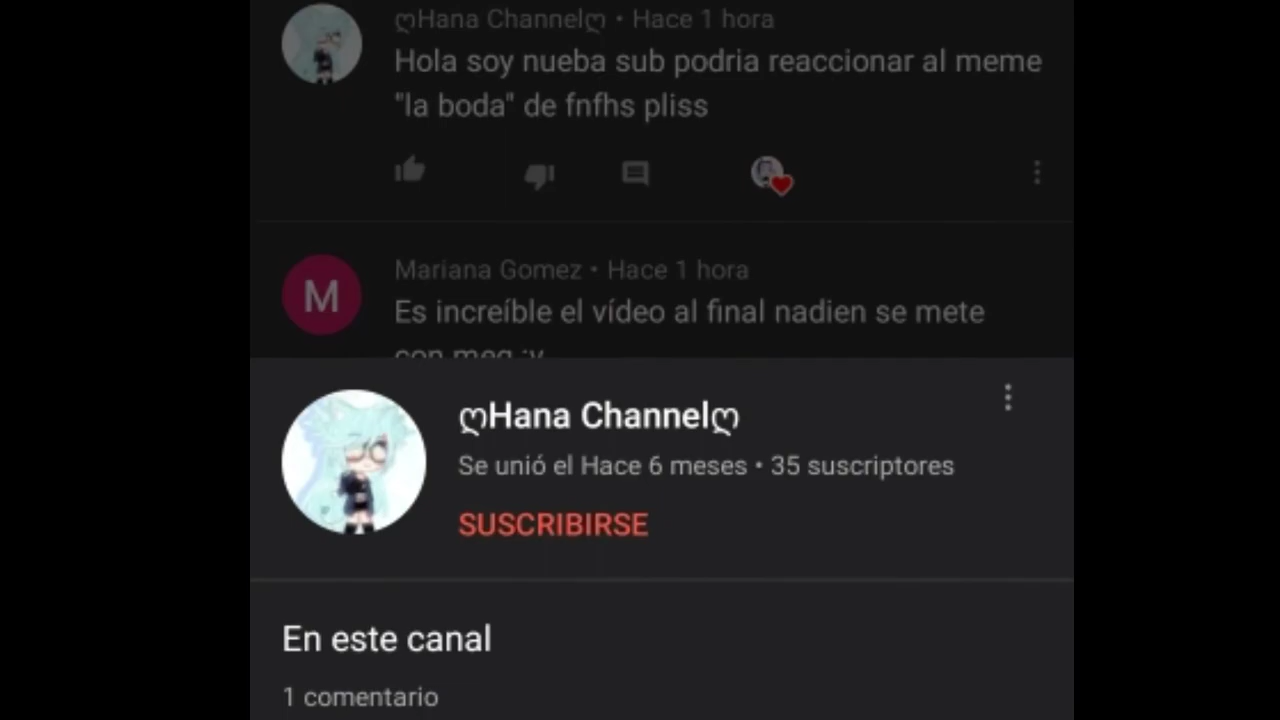 ღHana Channelღ • Hace 1 hora
Hola soy nueba sub podria reaccionar al meme
"la boda" de fnfhs pliss
M
Mariana Gomez • Hace 1 hora
Es increíble el vídeo al final nadien se mete
con meg :v
ღHana Channelღ
Se unió el Hace 6 meses • 35 suscriptores
SUSCRIBIRSE
En este canal
1 comentario